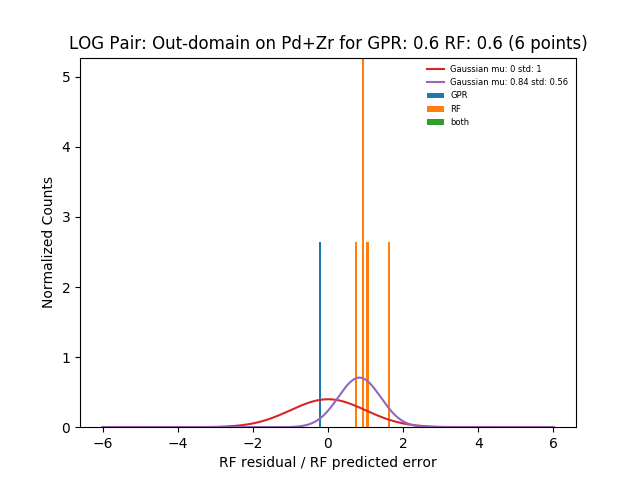 LOG Pair: Out-domain on Pd+Zr for GPR: 0.6 RF: 0.6 (6 points)
Gaussian mu: 0 std: 1
Gaussian mu: 0.84 std: 0.56
GPR
RF
both
Normalized Counts
5
4
3
2
1
0
−6
−4
−2
0
2
4
6
RF residual / RF predicted error